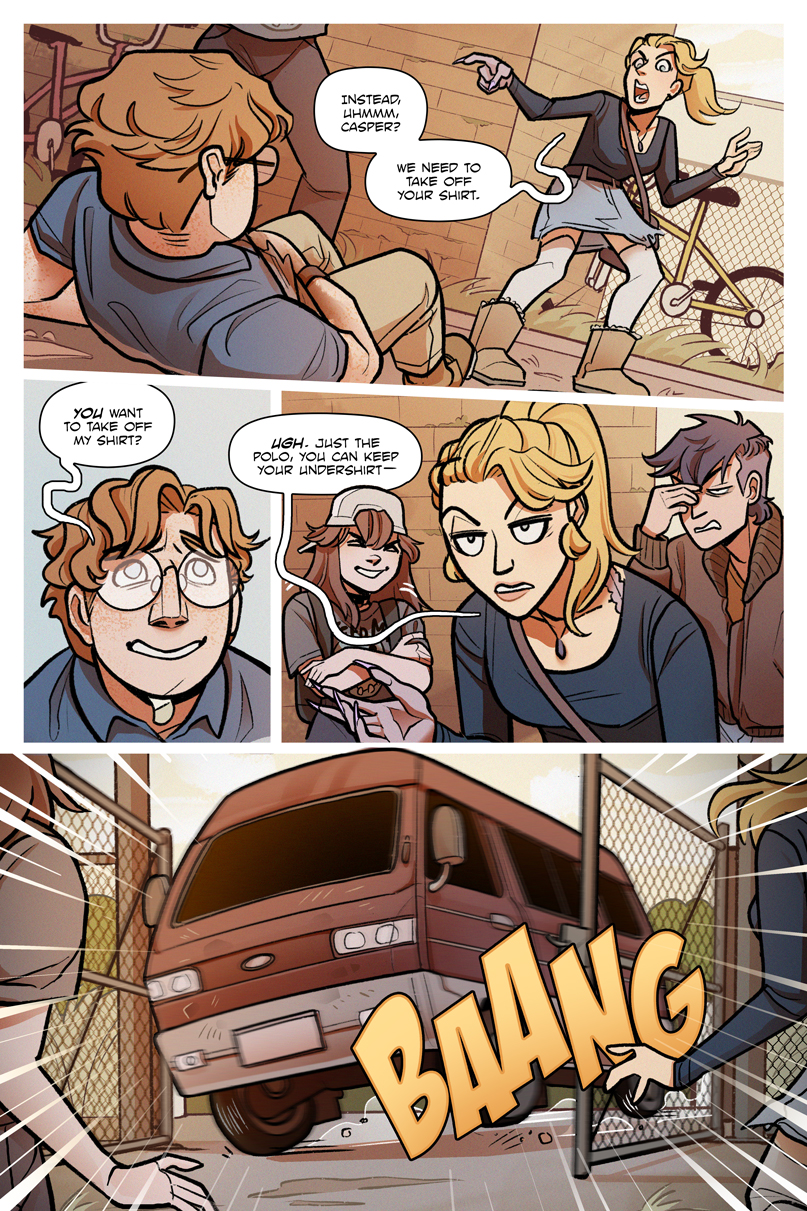 INSTEAD,
UHMMM,
CASPER?
WE NEED TO
TAKE OFF
YOUR SHIRT.
YOU WANT
TO TAKE OFF
MY SHIRT?
UGH. JUST THE
POLO, YOU CAN KEEP
YOUR UNDERSHIRT—
BAANG